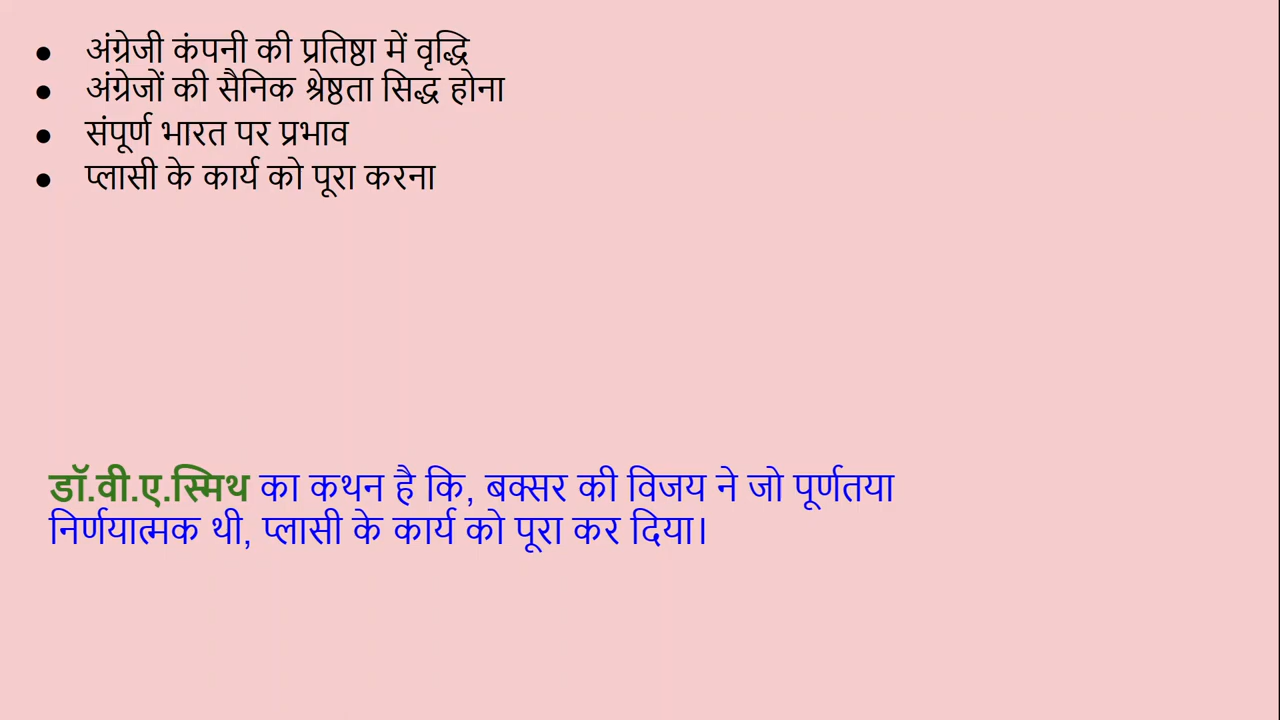 ● अंग्रेजी कंपनी की प्रतिष्ठा में वृद्धि
● अंग्रेजों की सैनिक श्रेष्ठता सिद्ध होना
● संपूर्ण भारत पर प्रभाव
● प्लासी के कार्य को पूरा करना
डॉ.वी.ए.स्मिथ का कथन है कि, बक्सर की विजय ने जो पूर्णतया
निर्णयात्मक थी, प्लासी के कार्य को पूरा कर दिया।